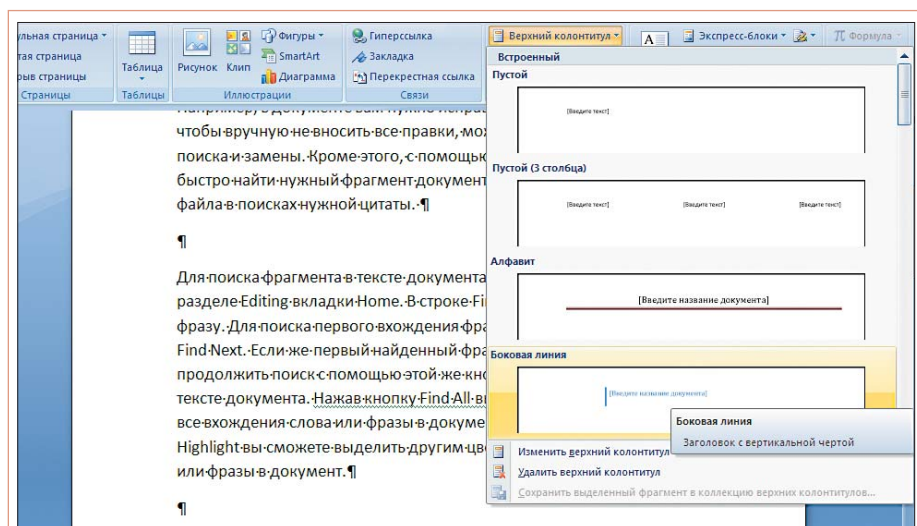 ульная страница
тая страница
рыв страницы
Страницы
Таблица
Таблицы
Рисунок
Клип
Фигуры
SmartArt
Диаграмма
Иллюстрации
Гиперссылка
Закладка
Перекрестная ссылка
Связи
Верхний колонтитул
A
Экспресс-блоки
π Формула
Встроенный
Пустой
[Введите текст]
Пустой (3 столбца)
[Введите текст] [Введите текст] [Введите текст]
Алфавит
[Введите название документа]
Боковая линия
[Введите название документа]
Боковая линия
Заголовок с вертикальной чертой
Изменить верхний колонтитул
Удалить верхний колонтитул
Сохранить выделенный фрагмент в коллекцию верхних колонтитулов...
чтобы·вручную·не·вносить·все·правки,·мож
поиска·и·замены.·Кроме·этого,·с·помощью
быстро·найти·нужный·фрагмент·документ
файла·в·поисках·нужной·цитаты.·¶
¶
Для·поиска·фрагмента·в·тексте·документа
разделе·Editing·вкладки·Home.·В·строке·Fi
фразу.·Для·поиска·первого·вхождения·фра
Find·Next.·Если·же·первый·найденный·фра
продолжить·поиск·с·помощью·этой·же·кно
тексте·документа.·Нажав·кнопку·Find·All·в
все·вхождения·слова·или·фразы·в·докуме
Highlight·вы·сможете·выделить·другим·цв
или·фразы·в·документ.¶
¶